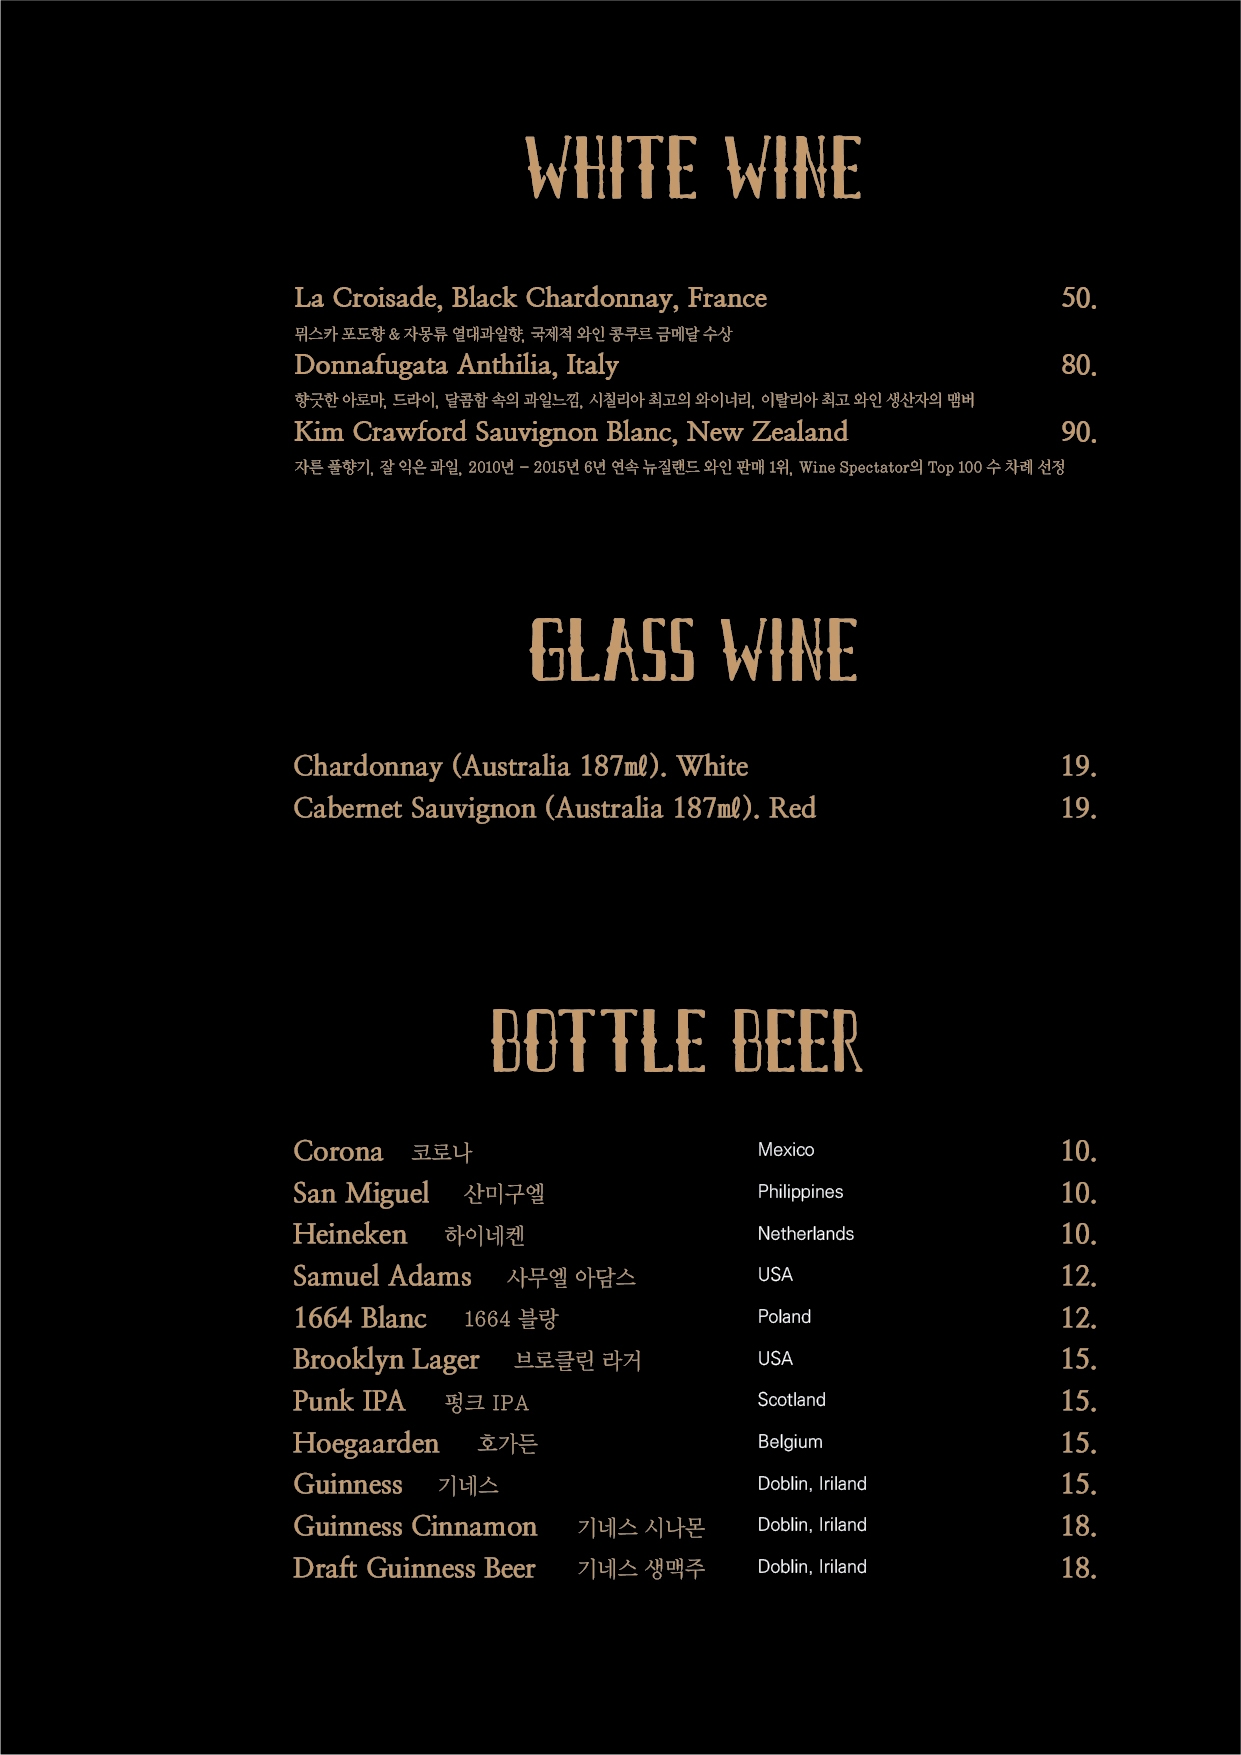 WHITE WINE
La Croisade, Black Chardonnay, France 50.
뮈스카 포도향 & 자몽류 열대과일향, 국제적 와인 콩쿠르 금메달 수상
Donnafugata Anthilia, Italy 80.
향긋한 아로마, 드라이, 달콤함 속의 과일느낌, 시칠리아 최고의 와이너리, 이탈리아 최고 와인 생산자의 맴버
Kim Crawford Sauvignon Blanc, New Zealand 90.
자른 풀향기, 잘 익은 과일, 2010년 - 2015년 6년 연속 뉴질랜드 와인 판매 1위, Wine Spectator의 Top 100 수 차례 선정
GLASS WINE
Chardonnay (Australia 187㎖). White 19.
Cabernet Sauvignon (Australia 187㎖). Red 19.
BOTTLE BEER
Corona 코로나 Mexico 10.
San Miguel 산미구엘 Philippines 10.
Heineken 하이네켄 Netherlands 10.
Samuel Adams 사무엘 아담스 USA 12.
1664 Blanc 1664 블랑 Poland 12.
Brooklyn Lager 브로클린 라거 USA 15.
Punk IPA 펑크 IPA Scotland 15.
Hoegaarden 호가든 Belgium 15.
Guinness 기네스 Doblin, Iriland 15.
Guinness Cinnamon 기네스 시나몬 Doblin, Iriland 18.
Draft Guinness Beer 기네스 생맥주 Doblin, Iriland 18.